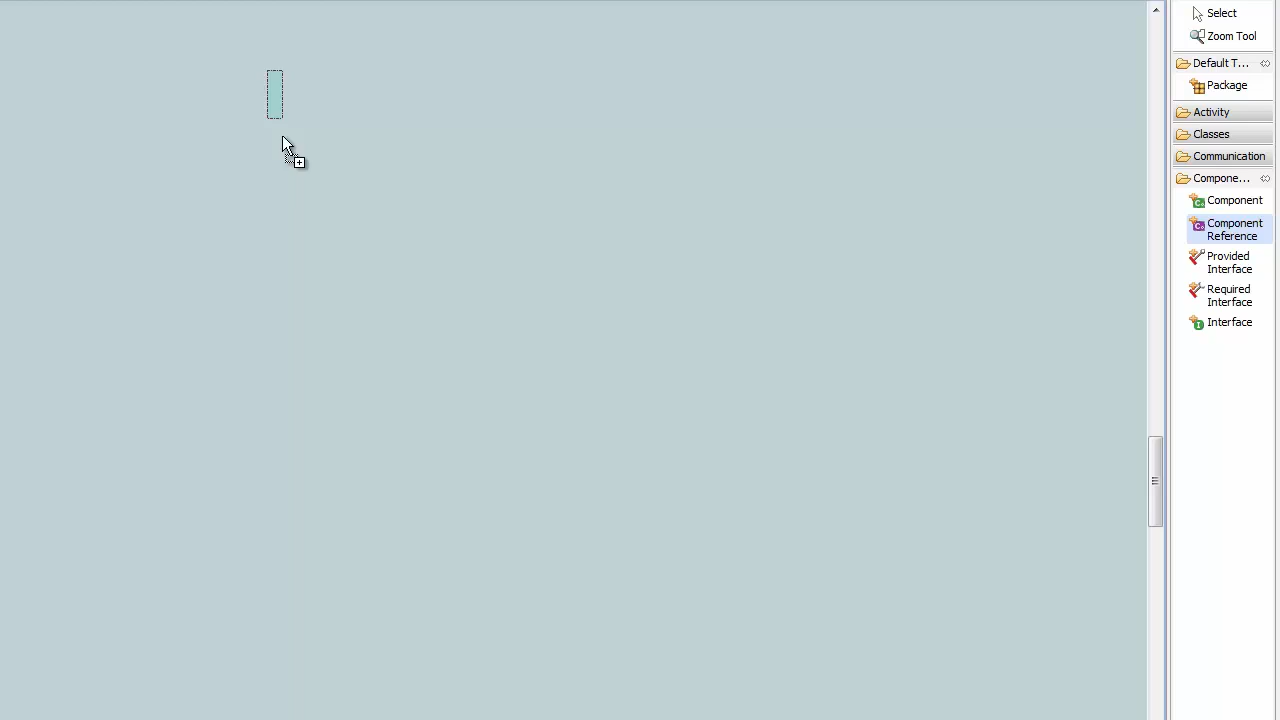 Select
Zoom Tool
Default T...
Package
Activity
Classes
Communication
Compone...
Component
Component
Reference
Provided
Interface
Required
Interface
Interface